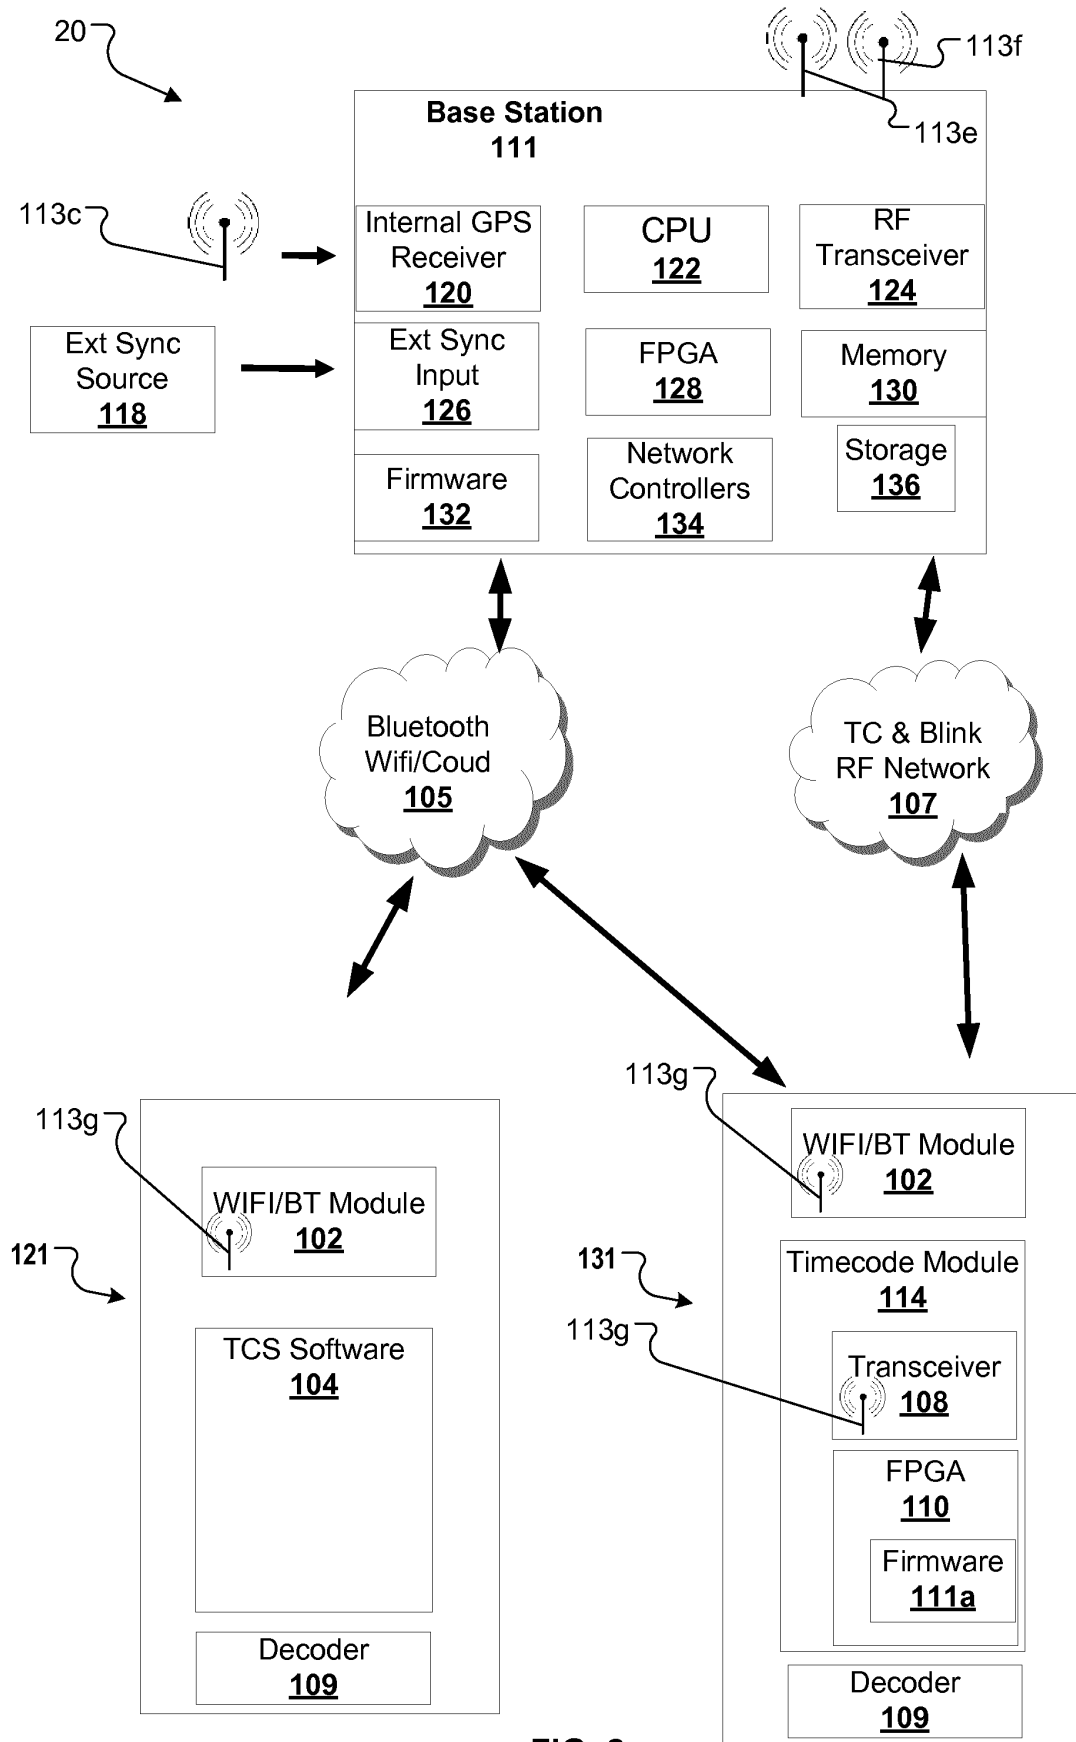 20
113f
113e
Base Station
111
113c
Internal GPS
Receiver
120
CPU
122
RF
Transceiver
124
Ext Sync
Source
118
Ext Sync
Input
126
FPGA
128
Memory
130
Firmware
132
Network
Controllers
134
Storage
136
Bluetooth
Wifi/Coud
105
TC & Blink
RF Network
107
113g
WIFI/BT Module
102
121
TCS Software
104
Decoder
109
113g
WIFI/BT Module
102
131
Timecode Module
114
113g
Transceiver
108
FPGA
110
Firmware
111a
Decoder
109